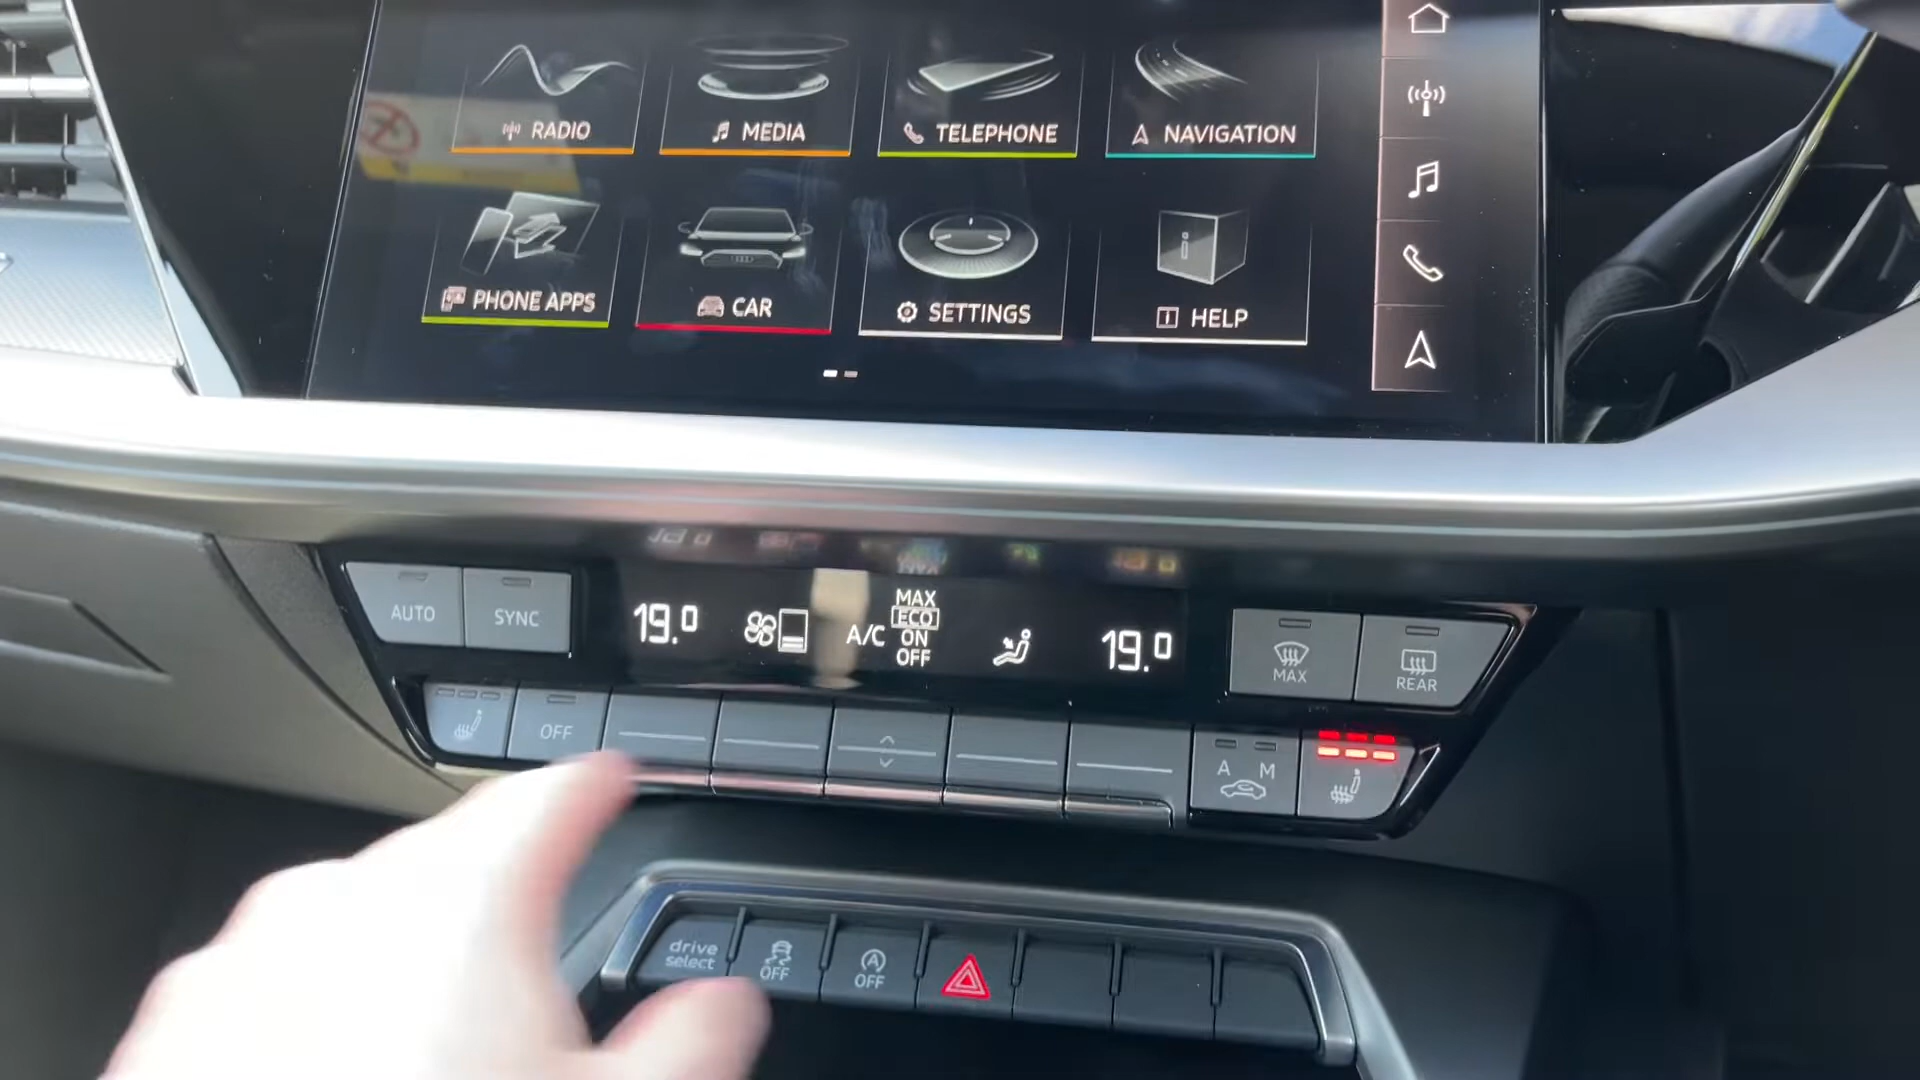 RADIO
MEDIA
TELEPHONE
NAVIGATION
PHONE APPS
CAR
SETTINGS
HELP
AUTO
SYNC
19.0
A/C
MAX
ECO
ON
OFF
19.0
MAX
REAR
OFF
A M
drive
select
OFF
A
OFF